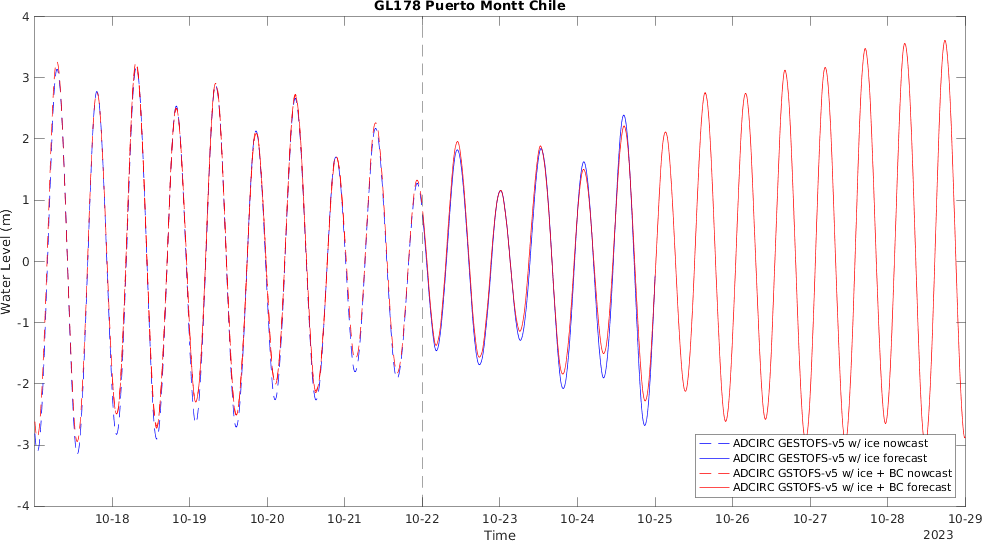 GL178 Puerto Montt Chile
4
3
2
1
0
-1
-2
-3
-4
Water Level (m)
ADCIRC GESTOFS-v5 w/ ice nowcast
ADCIRC GESTOFS-v5 w/ ice forecast
ADCIRC GSTOFS-v5 w/ ice + BC nowcast
ADCIRC GSTOFS-v5 w/ ice + BC forecast
10-18 10-19 10-20 10-21 10-22 10-23 10-24 10-25 10-26 10-27 10-28 10-29
Time
2023